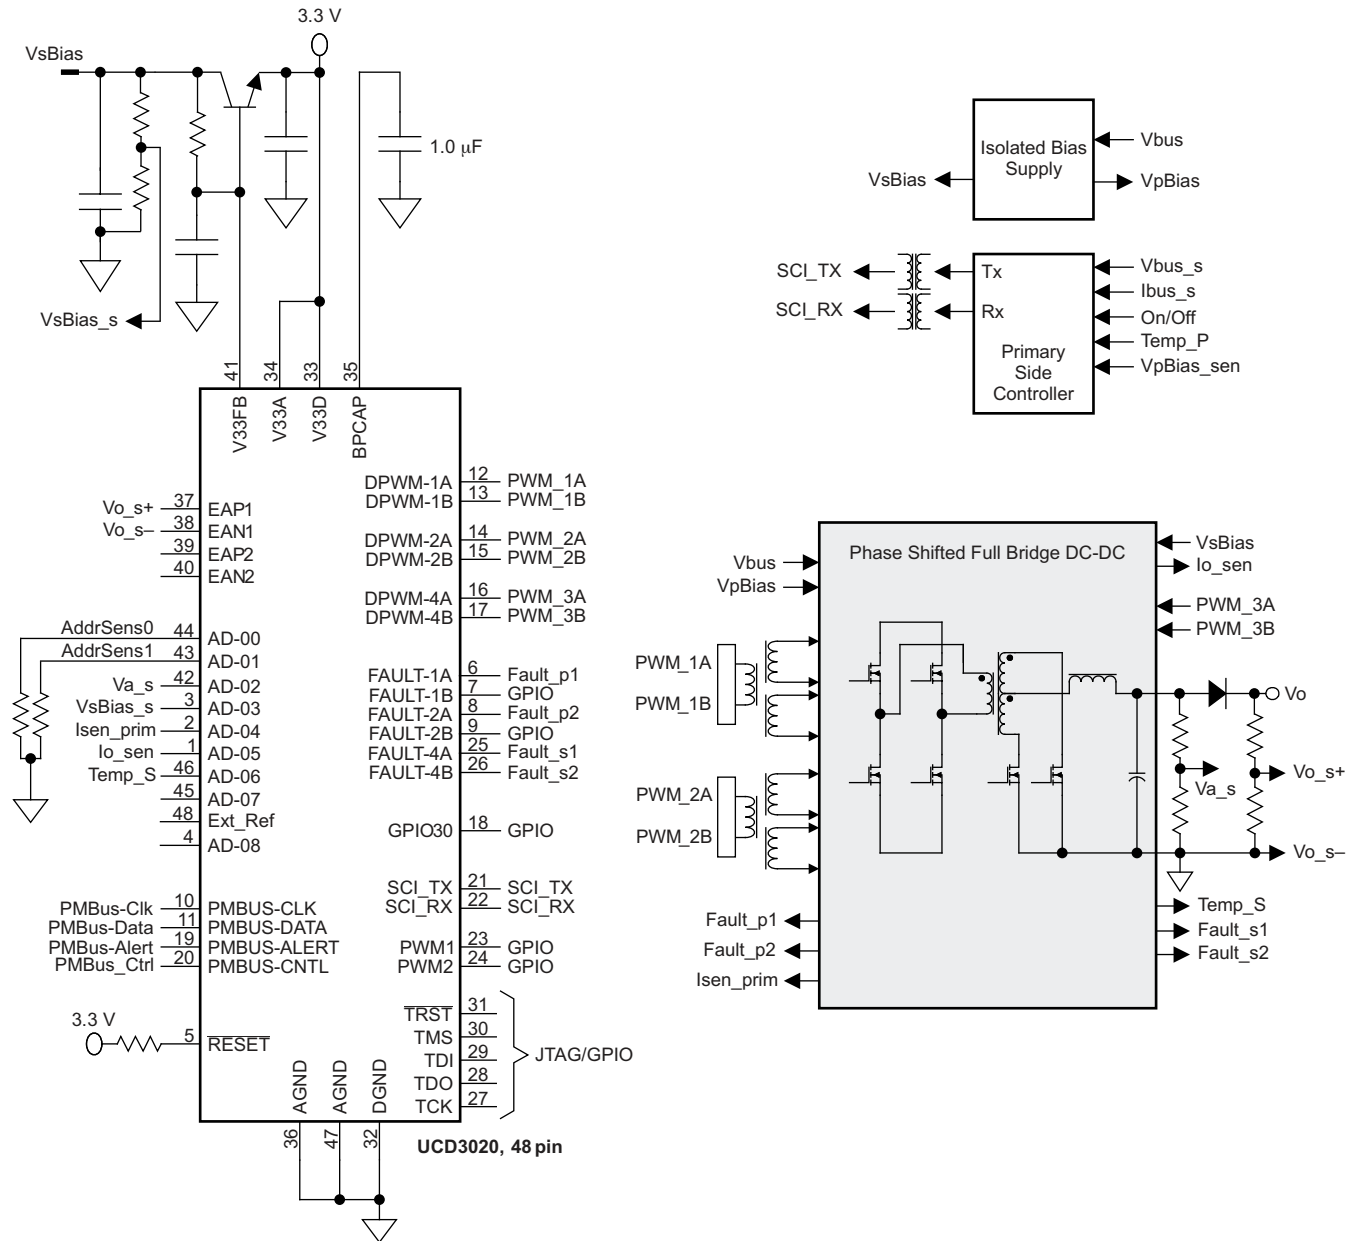 3.3 V
VsBias
1.0 µF
VsBias_s
41
34
33
35
V33FB
V33A
V33D
BPCAP
Vo_s+ 37 EAP1
Vo_s– 38 EAN1
39 EAP2
40 EAN2
AddrSens0 44 AD-00
AddrSens1 43 AD-01
Va_s 42 AD-02
VsBias_s 3 AD-03
Isen_prim 2 AD-04
Io_sen 1 AD-05
Temp_S 46 AD-06
45 AD-07
48 Ext_Ref
4 AD-08
PMBus-Clk 10 PMBUS-CLK
PMBus-Data 11 PMBUS-DATA
PMBus-Alert 19 PMBUS-ALERT
PMBus_Ctrl 20 PMBUS-CNTL
3.3 V
5 RESET
DPWM-1A 12 PWM_1A
DPWM-1B 13 PWM_1B
DPWM-2A 14 PWM_2A
DPWM-2B 15 PWM_2B
DPWM-4A 16 PWM_3A
DPWM-4B 17 PWM_3B
FAULT-1A 6 Fault_p1
FAULT-1B 7 GPIO
FAULT-2A 8 Fault_p2
FAULT-2B 9 GPIO
FAULT-4A 25 Fault_s1
FAULT-4B 26 Fault_s2
GPIO30 18 GPIO
SCI_TX 21 SCI_TX
SCI_RX 22 SCI_RX
PWM1 23 GPIO
PWM2 24 GPIO
TRST 31
TMS 30
TDI 29
TDO 28
TCK 27
JTAG/GPIO
AGND
AGND
DGND
36
47
32
UCD3020, 48 pin
Isolated Bias
Supply
Vbus
VsBias
VpBias
SCI_TX
Tx
SCI_RX
Rx
Primary
Side
Controller
Vbus_s
Ibus_s
On/Off
Temp_P
VpBias_sen
Phase Shifted Full Bridge DC-DC
Vbus
VpBias
PWM_1A
PWM_1B
PWM_2A
PWM_2B
Fault_p1
Fault_p2
Isen_prim
VsBias
Io_sen
PWM_3A
PWM_3B
Vo
Vo_s+
Va_s
Vo_s–
Temp_S
Fault_s1
Fault_s2